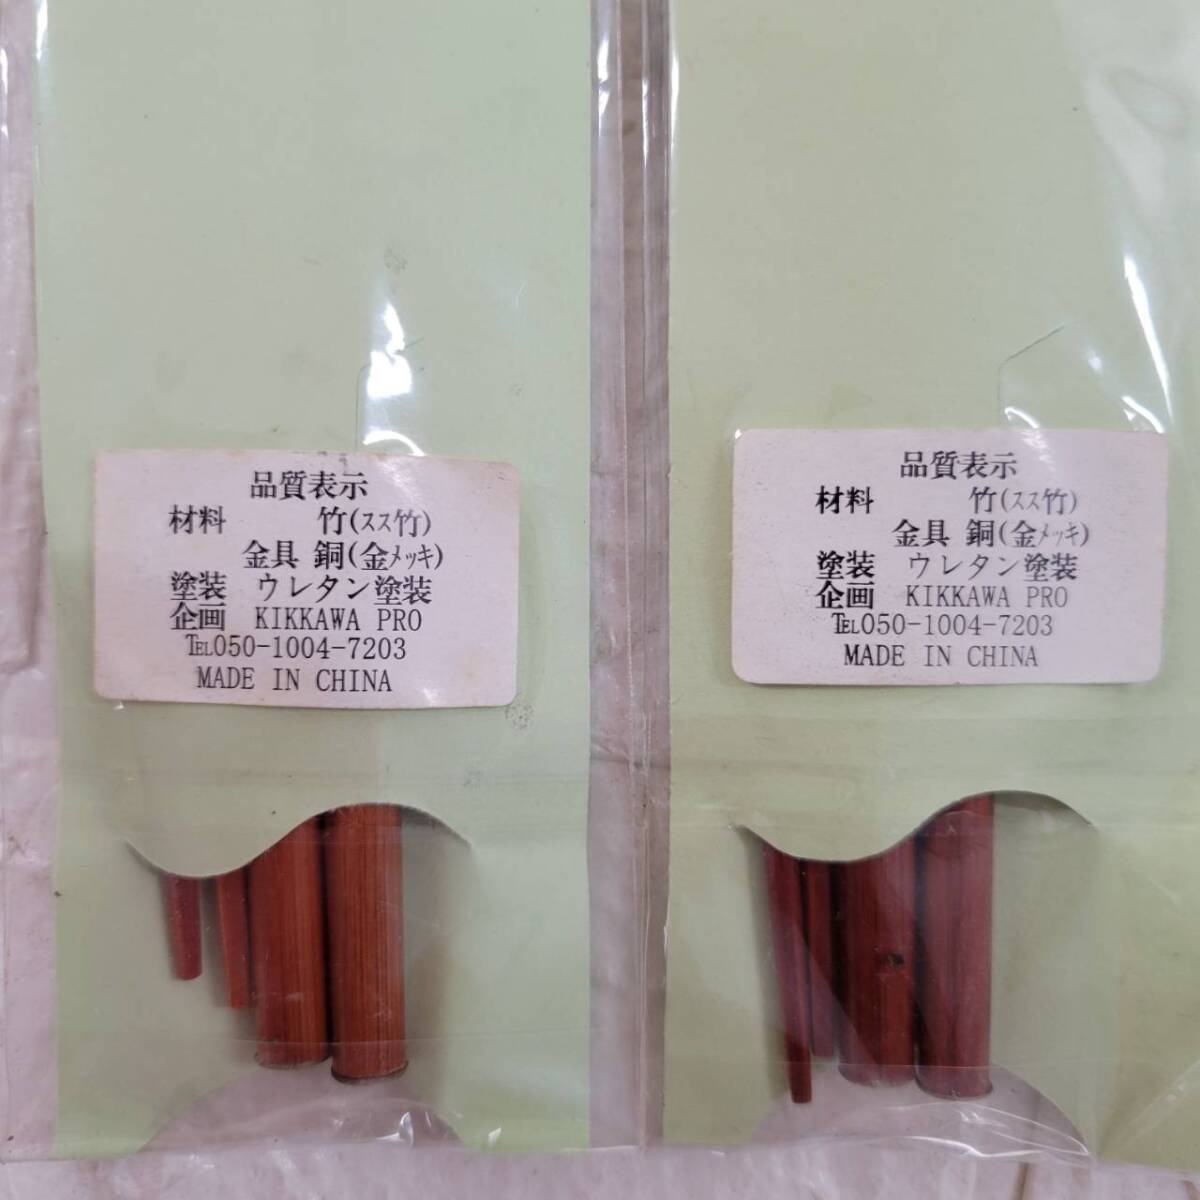 品質表示
材料 竹(スス竹)
金具 銅(金メッキ)
塗装 ウレタン塗装
企画 KIKKAWA PRO
℡050-1004-7203
MADE IN CHINA
品質表示
材料 竹(スス竹)
金具 銅(金メッキ)
塗装 ウレタン塗装
企画 KIKKAWA PRO
℡050-1004-7203
MADE IN CHINA